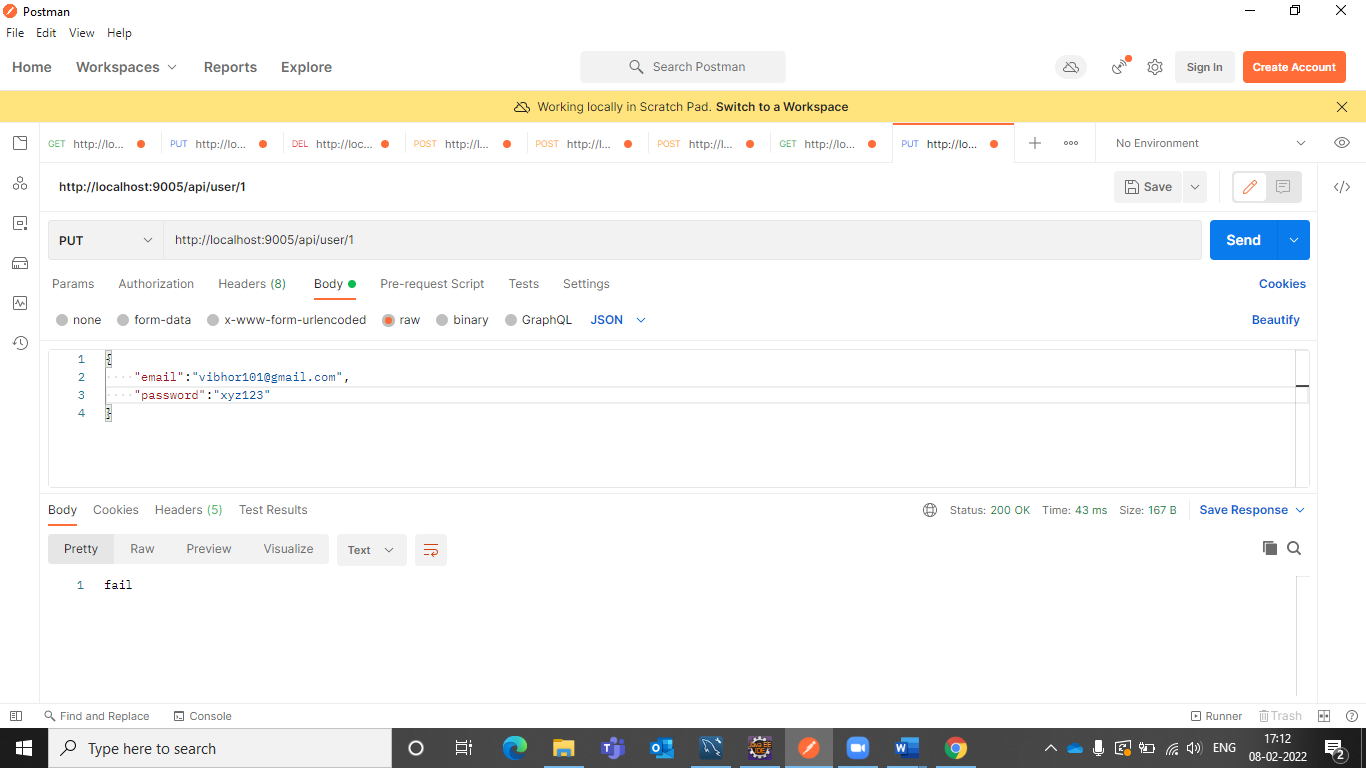 Postman
File Edit View Help
Home Workspaces Reports Explore Search Postman Sign In Create Account
Working locally in Scratch Pad. Switch to a Workspace
GET http://lo... PUT http://lo... DEL http://loc... POST http://l... POST http://l... POST http://l... GET http://lo... PUT http://lo... No Environment
http://localhost:9005/api/user/1 Save
PUT http://localhost:9005/api/user/1 Send
Params Authorization Headers (8) Body Pre-request Script Tests Settings Cookies
none form-data x-www-form-urlencoded raw binary GraphQL JSON Beautify
1 {
2 "email":"vibhor101@gmail.com",
3 "password":"xyz123"
4 }
Body Cookies Headers (5) Test Results Status: 200 OK Time: 43 ms Size: 167 B Save Response
Pretty Raw Preview Visualize Text
1 fail
Find and Replace Console Runner Trash
Type here to search ENG 17:12
08-02-2022 2